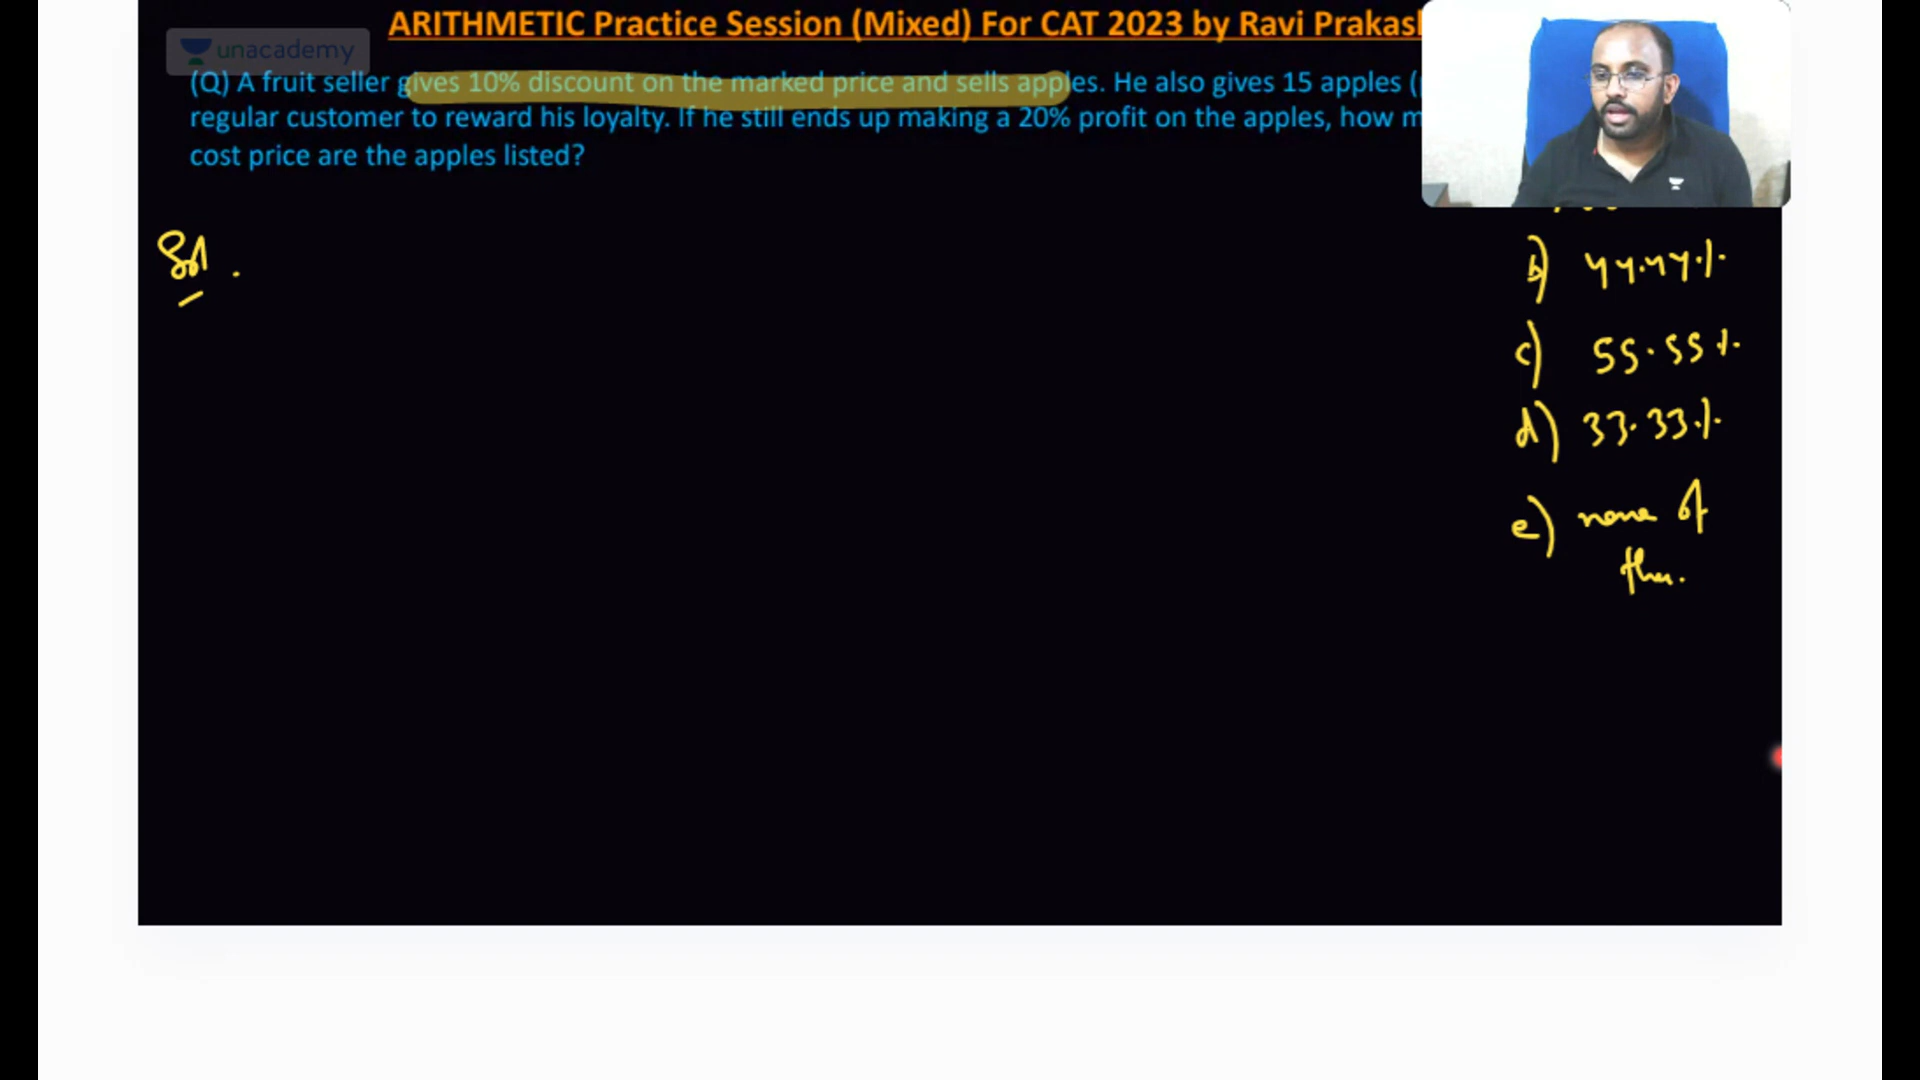 ARITHMETIC Practice Session (Mixed) For CAT 2023 by Ravi Prakash
unacademy
(Q) A fruit seller gives 10% discount on the marked price and sells apples. He also gives 15 apples (
regular customer to reward his loyalty. If he still ends up making a 20% profit on the apples, how m
cost price are the apples listed?
Sol.
b) 44.44%
c) 55.55%
d) 33.33%
e) none of